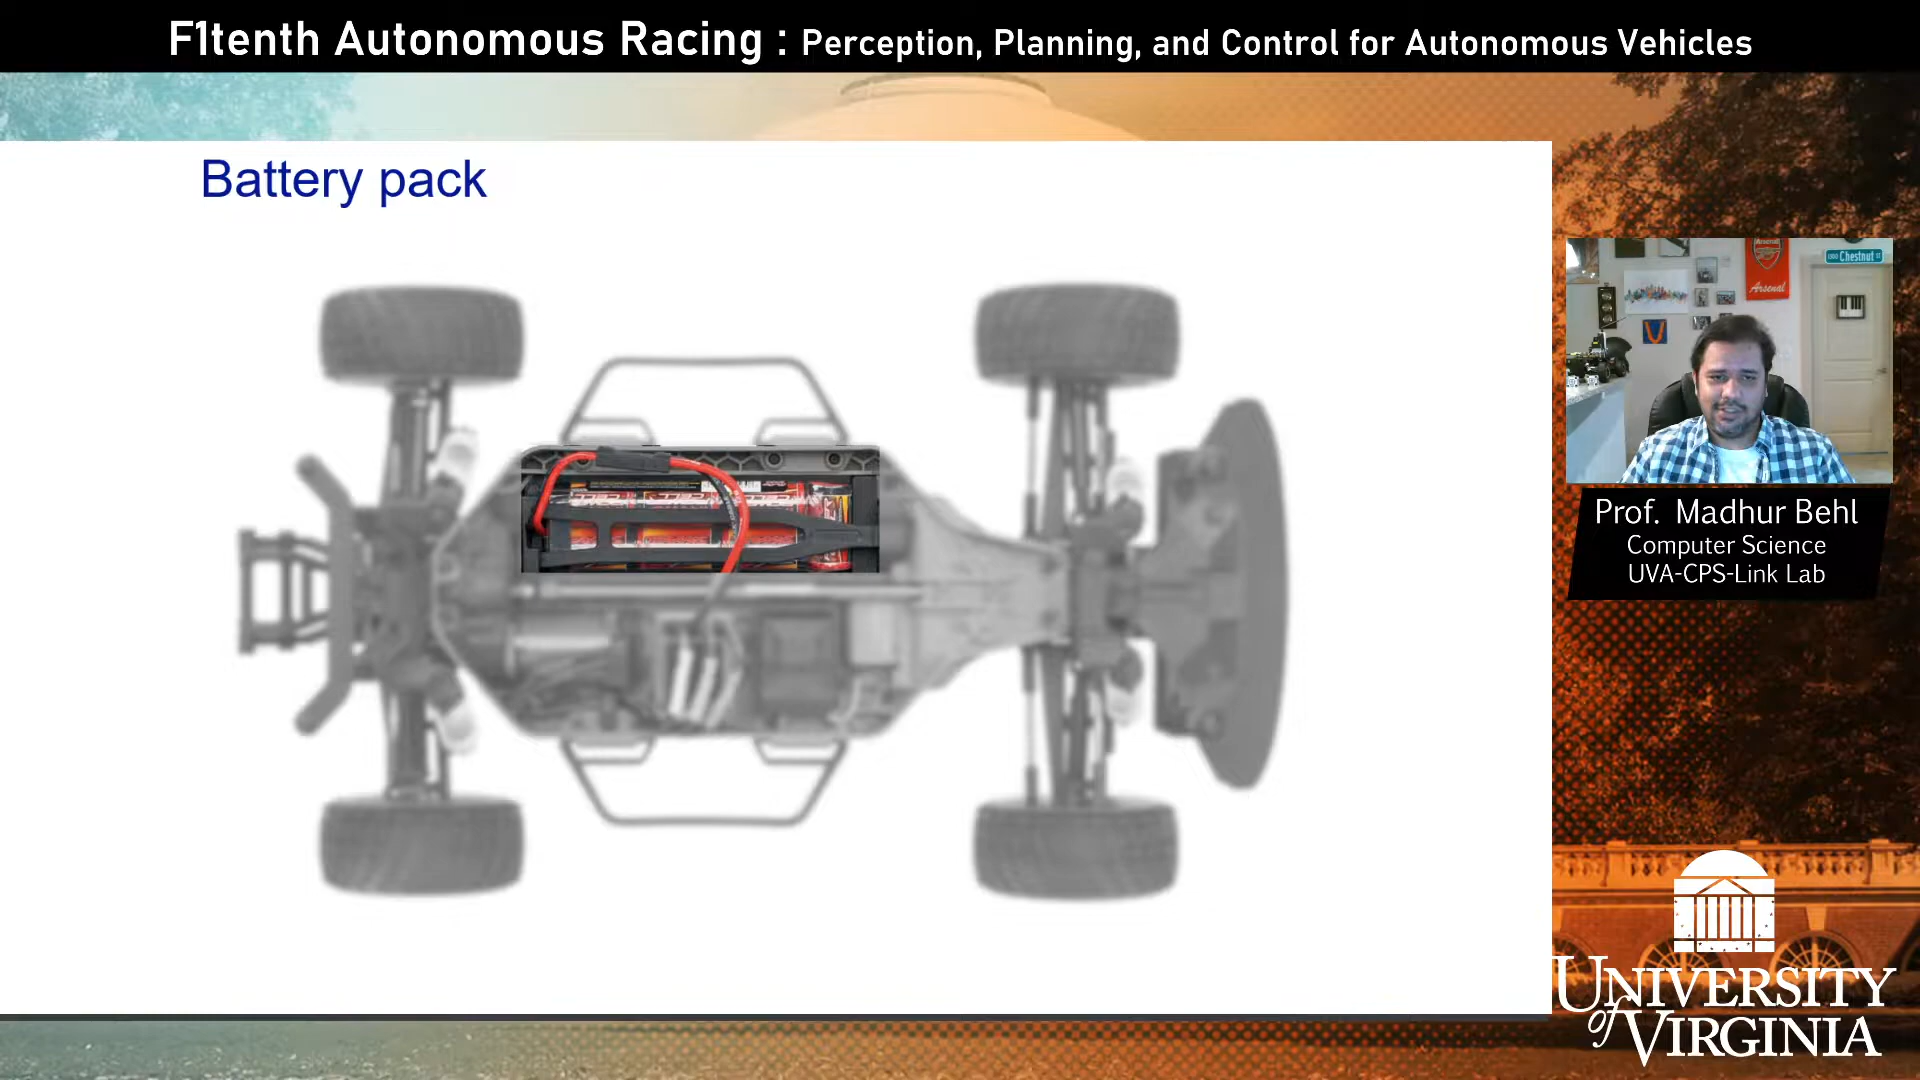 F1tenth Autonomous Racing : Perception, Planning, and Control for Autonomous Vehicles
Battery pack
Arsenal
Chestnut
Arsenal
Prof. Madhur Behl
Computer Science
UVA-CPS-Link Lab
UNIVERSITY
of VIRGINIA